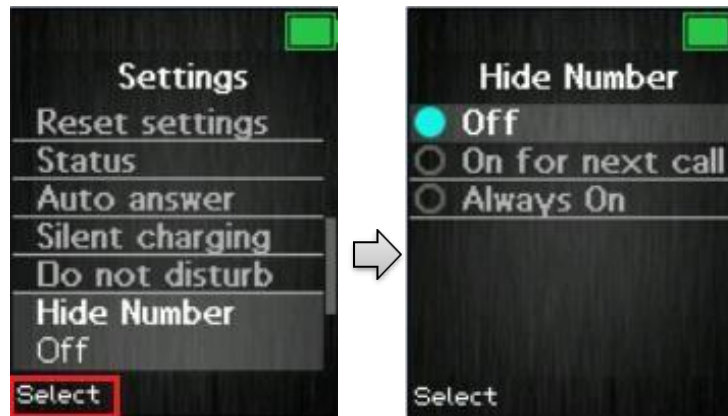 Settings
Reset settings
Status
Auto answer
Silent charging
Do not disturb
Hide Number
Off
Select
Hide Number
Off
On for next call
Always On
Select